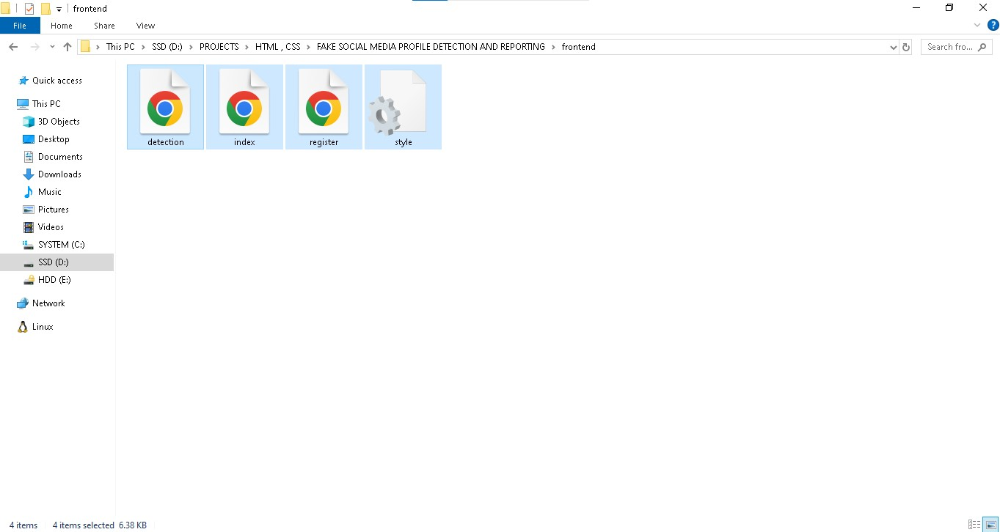 frontend
File Home Share View
This PC SSD (D:) PROJECTS HTML , CSS FAKE SOCIAL MEDIA PROFILE DETECTION AND REPORTING frontend Search fro...
Quick access
This PC
3D Objects
Desktop
Documents
Downloads
Music
Pictures
Videos
SYSTEM (C:)
SSD (D:)
HDD (E:)
Network
Linux
detection index register style
4 items 4 items selected 6.38 KB